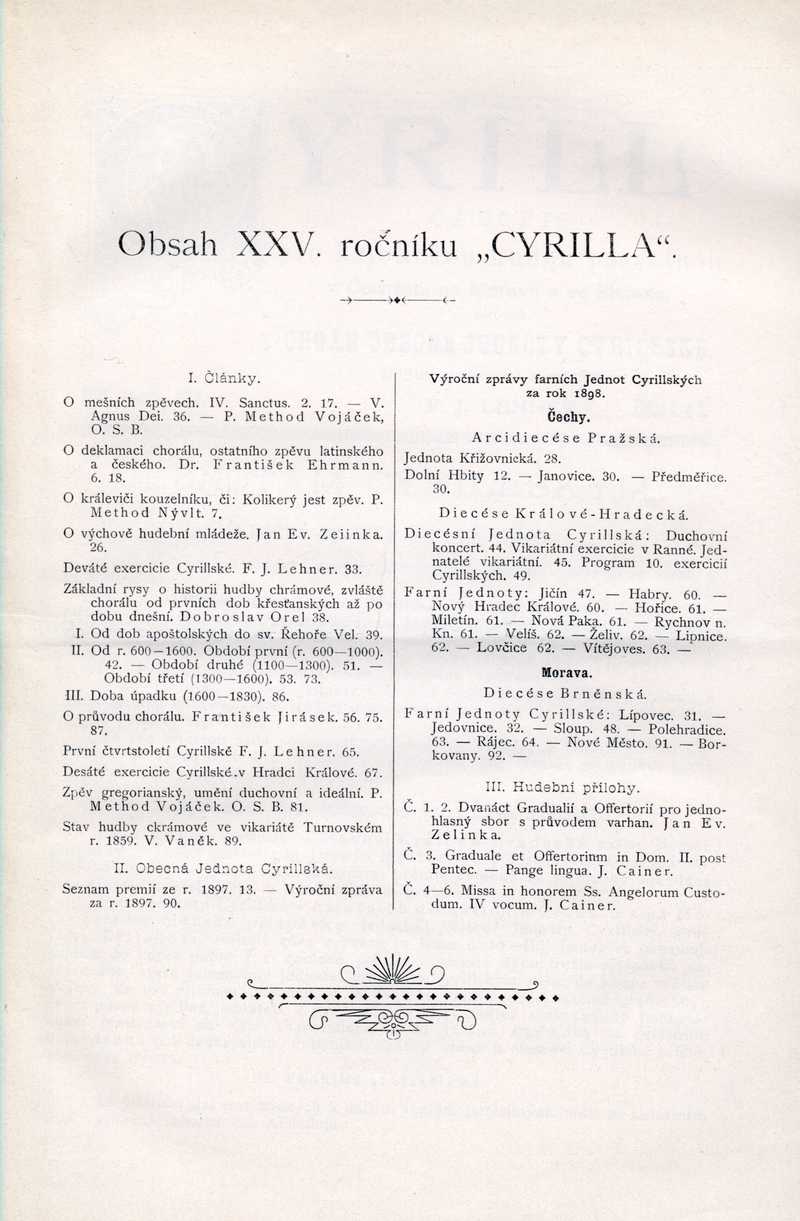 Obsah XXV. ročníku „CYRILLA“.
I. Články.
O mešních zpěvech. IV. Sanctus. 2. 17. — V.
Agnus Dei. 36. — P. Method Vojáček,
O. S. B.
O deklamaci chorálu, ostatního zpěvu latinského
a českého. Dr. František Ehrmann.
6. 18.
O králeviči kouzelníku, či: Kolikerý jest zpěv. P.
Method Nývlt. 7.
O výchově hudební mládeže. Jan Ev. Zeiinka.
26.
Deváté exercicie Cyrillské. F. J. Lehner. 33.
Základní rysy o historii hudby chrámové, zvláště
chorálu od prvních dob křesťanských až po
dobu dnešní. Dobroslav Orel 38.
I. Od dob apoštolských do sv. Řehoře Vel. 39.
II. Od r. 600—1600. Období první (r. 600—1000).
42. — Období druhé (1100—1300). 51. —
Období třetí (1300—1600). 53. 73.
III. Doba úpadku (1600—1830). 86.
O průvodu chorálu. František Jirásek. 56. 75.
87.
První čtvrtstoletí Cyrillské F. J. Lehner. 65.
Desáté exercicie Cyrillské.v Hradci Králové. 67.
Zpěv gregorianský, umění duchovní a ideální. P.
Method Vojáček. O. S. B. 81.
Stav hudby ckrámové ve vikariátě Turnovském
r. 1859. V. Vaněk. 89.
II. Obecná Jednota Cyrillská.
Seznam premií ze r. 1897. 13. — Výroční zpráva
za r. 1897. 90.
Výroční zprávy farních Jednot Cyrillských
za rok 1898.
Čechy.
Arcidiecése Pražská.
Jednota Křižovnická. 28.
Dolní Hbity 12. — Janovice. 30. — Předměřice.
30.
Diecése Králové-Hradecká.
Diecésní Jednota Cyrillská: Duchovní
koncert. 44. Vikariátní exercicie v Ranné. Jed-
natelé vikariátní. 45. Program 10. exercicií
Cyrillských. 49.
Farní Jednoty: Jičín 47. — Habry. 60. —
Nový Hradec Králové. 60. — Hořice. 61. —
Miletín. 61. — Nová Paka. 61. — Rychnov n.
Kn. 61. — Velíš. 62. — Želiv. 62. — Lipnice.
62. — Lovčice 62. — Vítějoves. 63. —
Morava.
Diecése Brněnská.
Farní Jednoty Cyrillské: Lípovec. 31. —
Jedovnice. 32. — Sloup. 48. — Polehradice.
63. — Rájec. 64. — Nové Město. 91. — Bor-
kovany. 92. —
III. Hudební přílohy.
Č. 1. 2. Dvanáct Gradualií a Offertorií pro jedno-
hlasný sbor s průvodem varhan. Jan Ev.
Zelinka.
Č. 3. Graduale et Offertorinm in Dom. II. post
Pentec. — Pange lingua. J. Cainer.
Č. 4—6. Missa in honorem Ss. Angelorum Custo-
dum. IV vocum. J. Cainer.